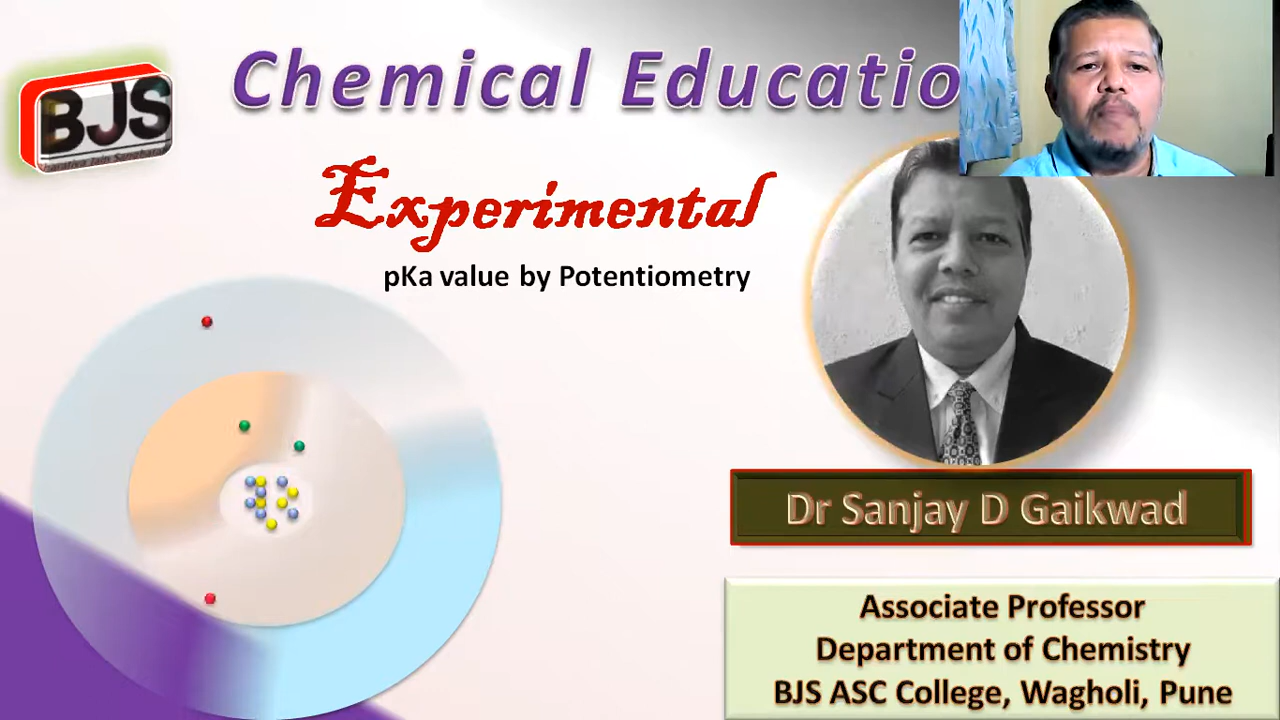 Chemical Educatio
BJS
Experimental
pKa value by Potentiometry
Dr Sanjay D Gaikwad
Associate Professor
Department of Chemistry
BJS ASC College, Wagholi, Pune